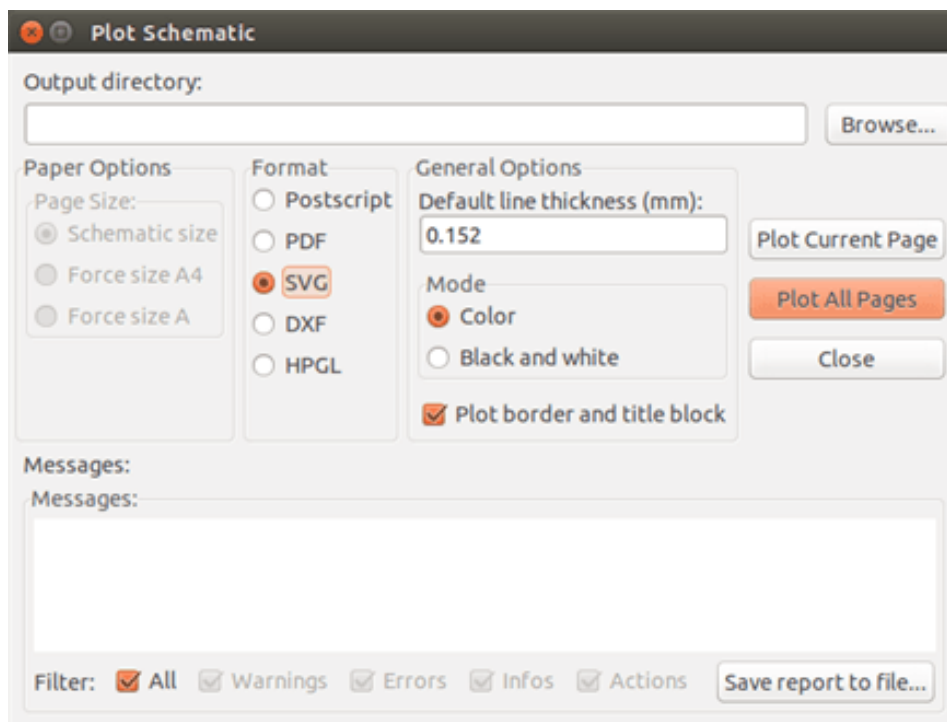 Plot Schematic
Output directory:
Browse...
Paper Options
Page Size:
Schematic size
Force size A4
Force size A
Format
Postscript
PDF
SVG
DXF
HPGL
General Options
Default line thickness (mm):
0.152
Mode
Color
Black and white
Plot border and title block
Plot Current Page
Plot All Pages
Close
Messages:
Messages:
Filter: All Warnings Errors Infos Actions Save report to file...